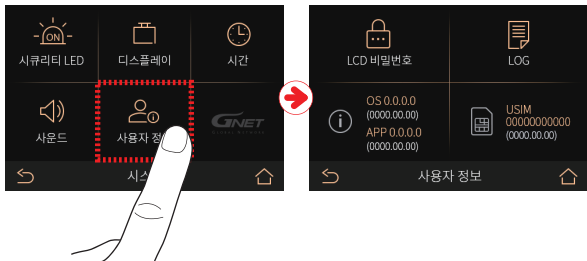 ON
시큐리티 LED
디스플레이
시간
사운드
사용자 정
GNET
GLOBAL NETWORK
시스
LCD 비밀번호
LOG
OS 0.0.0.0
(0000.00.00)
APP 0.0.0.0
(0000.00.00)
USIM
00000000000
(0000.00.00)
사용자 정보